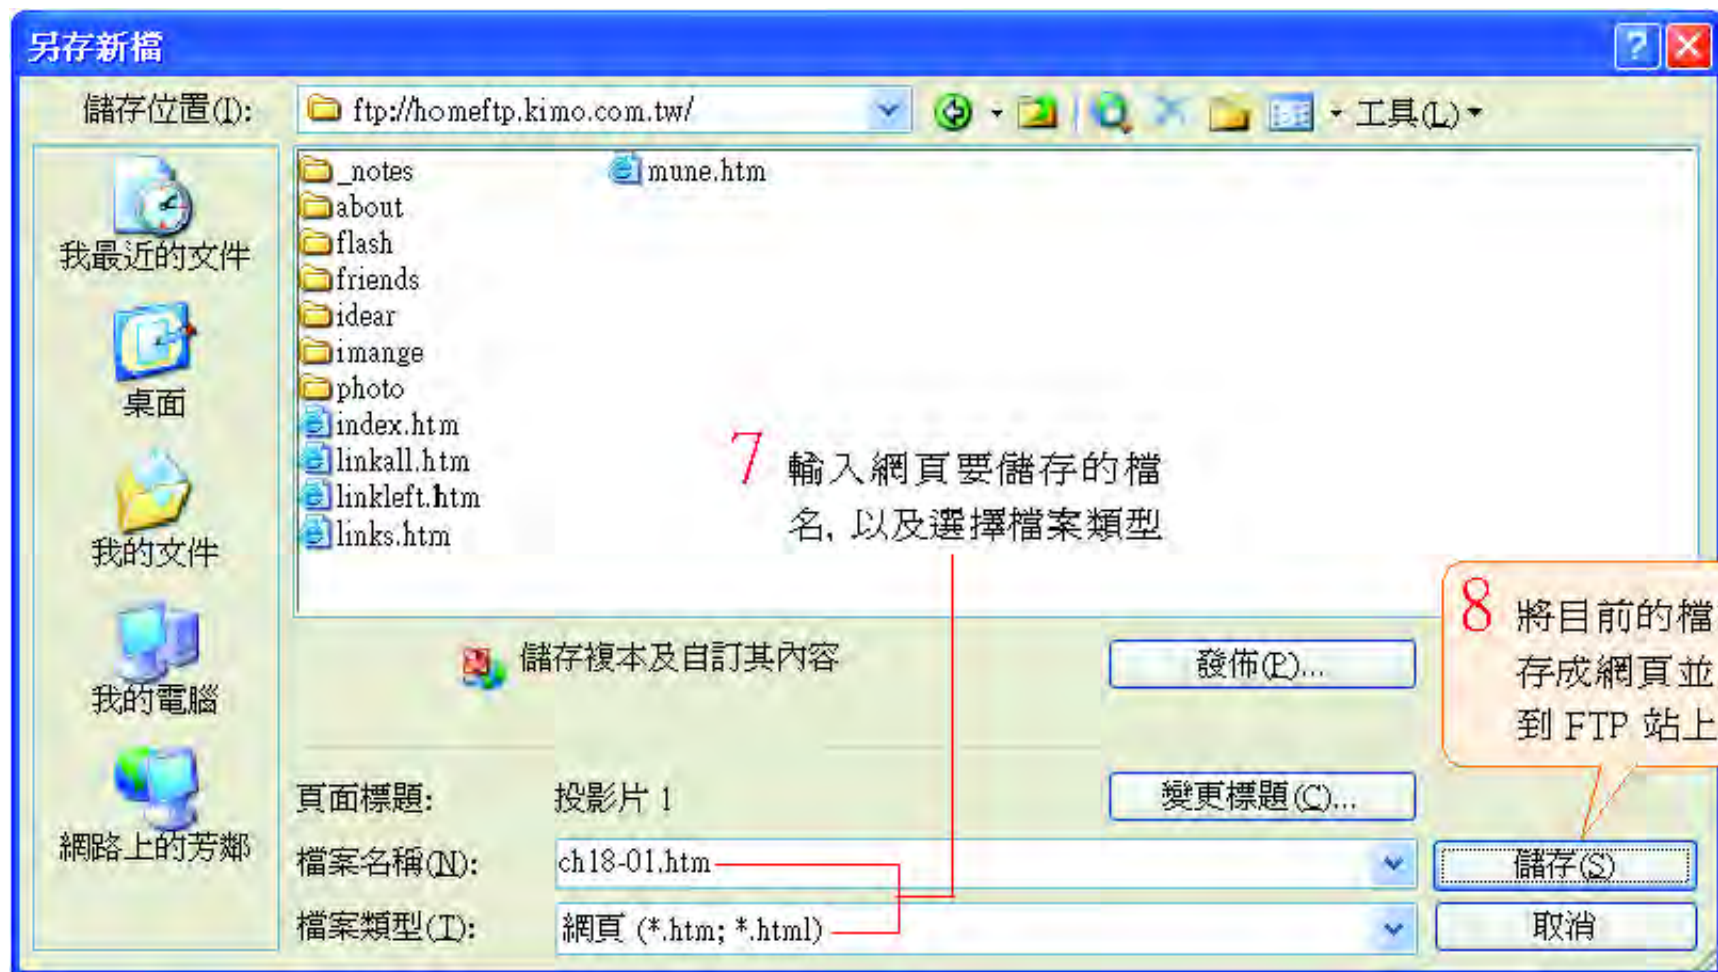 另存新檔
儲存位置(I):
ftp://homeftp.kimo.com.tw/
工具(L)
我最近的文件
桌面
我的文件
我的電腦
網路上的芳鄰
_notes
about
flash
friends
idear
imange
photo
index.htm
linkall.htm
linkleft.htm
links.htm
mune.htm
7 輸入網頁要儲存的檔
名, 以及選擇檔案類型
8 將目前的檔
存成網頁並
到 FTP 站上
儲存複本及自訂其內容
發佈(P)...
頁面標題:
投影片 1
變更標題(C)...
檔案名稱(N):
ch18-01.htm
儲存(S)
檔案類型(T):
網頁 (*.htm; *.html)
取消